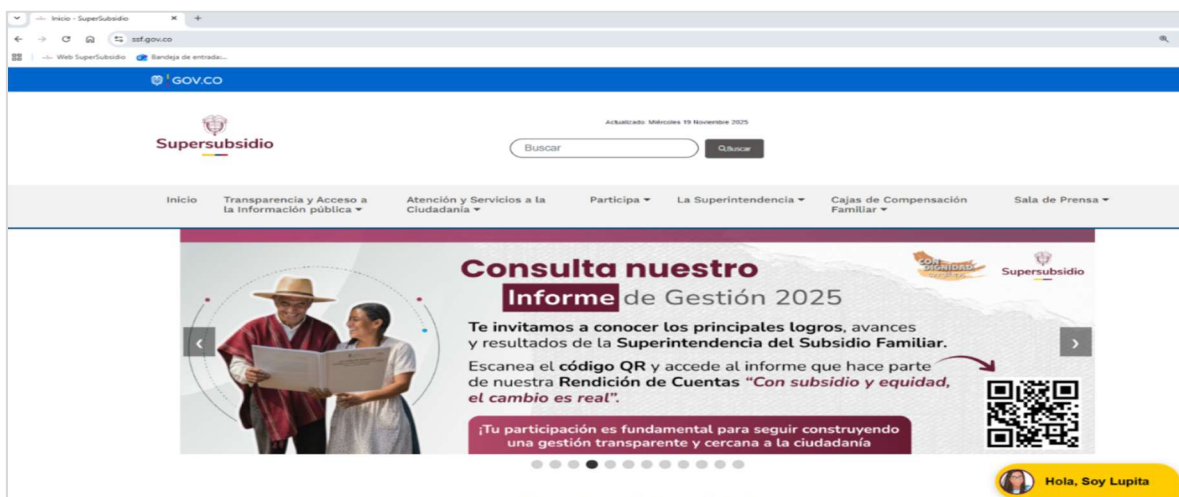 Inicio - SuperSubsidio
ssf.gov.co
Web SuperSubsidio Bandeja de entrada:...
GOV.CO
Supersubsidio
Actualizado: Miércoles 19 Noviembre 2025
Buscar
Buscar
Inicio
Transparencia y Acceso a
la Información pública
Atención y Servicios a la
Ciudadanía
Participa
La Superintendencia
Cajas de Compensación
Familiar
Sala de Prensa
Consulta nuestro
Informe de Gestión 2025
CON
DIGNIDAD
Supersubsidio
Te invitamos a conocer los principales logros, avances
y resultados de la Superintendencia del Subsidio Familiar.
Escanea el código QR y accede al informe que hace parte
de nuestra Rendición de Cuentas “Con subsidio y equidad,
el cambio es real”.
¡Tu participación es fundamental para seguir construyendo
una gestión transparente y cercana a la ciudadanía
Hola, Soy Lupita